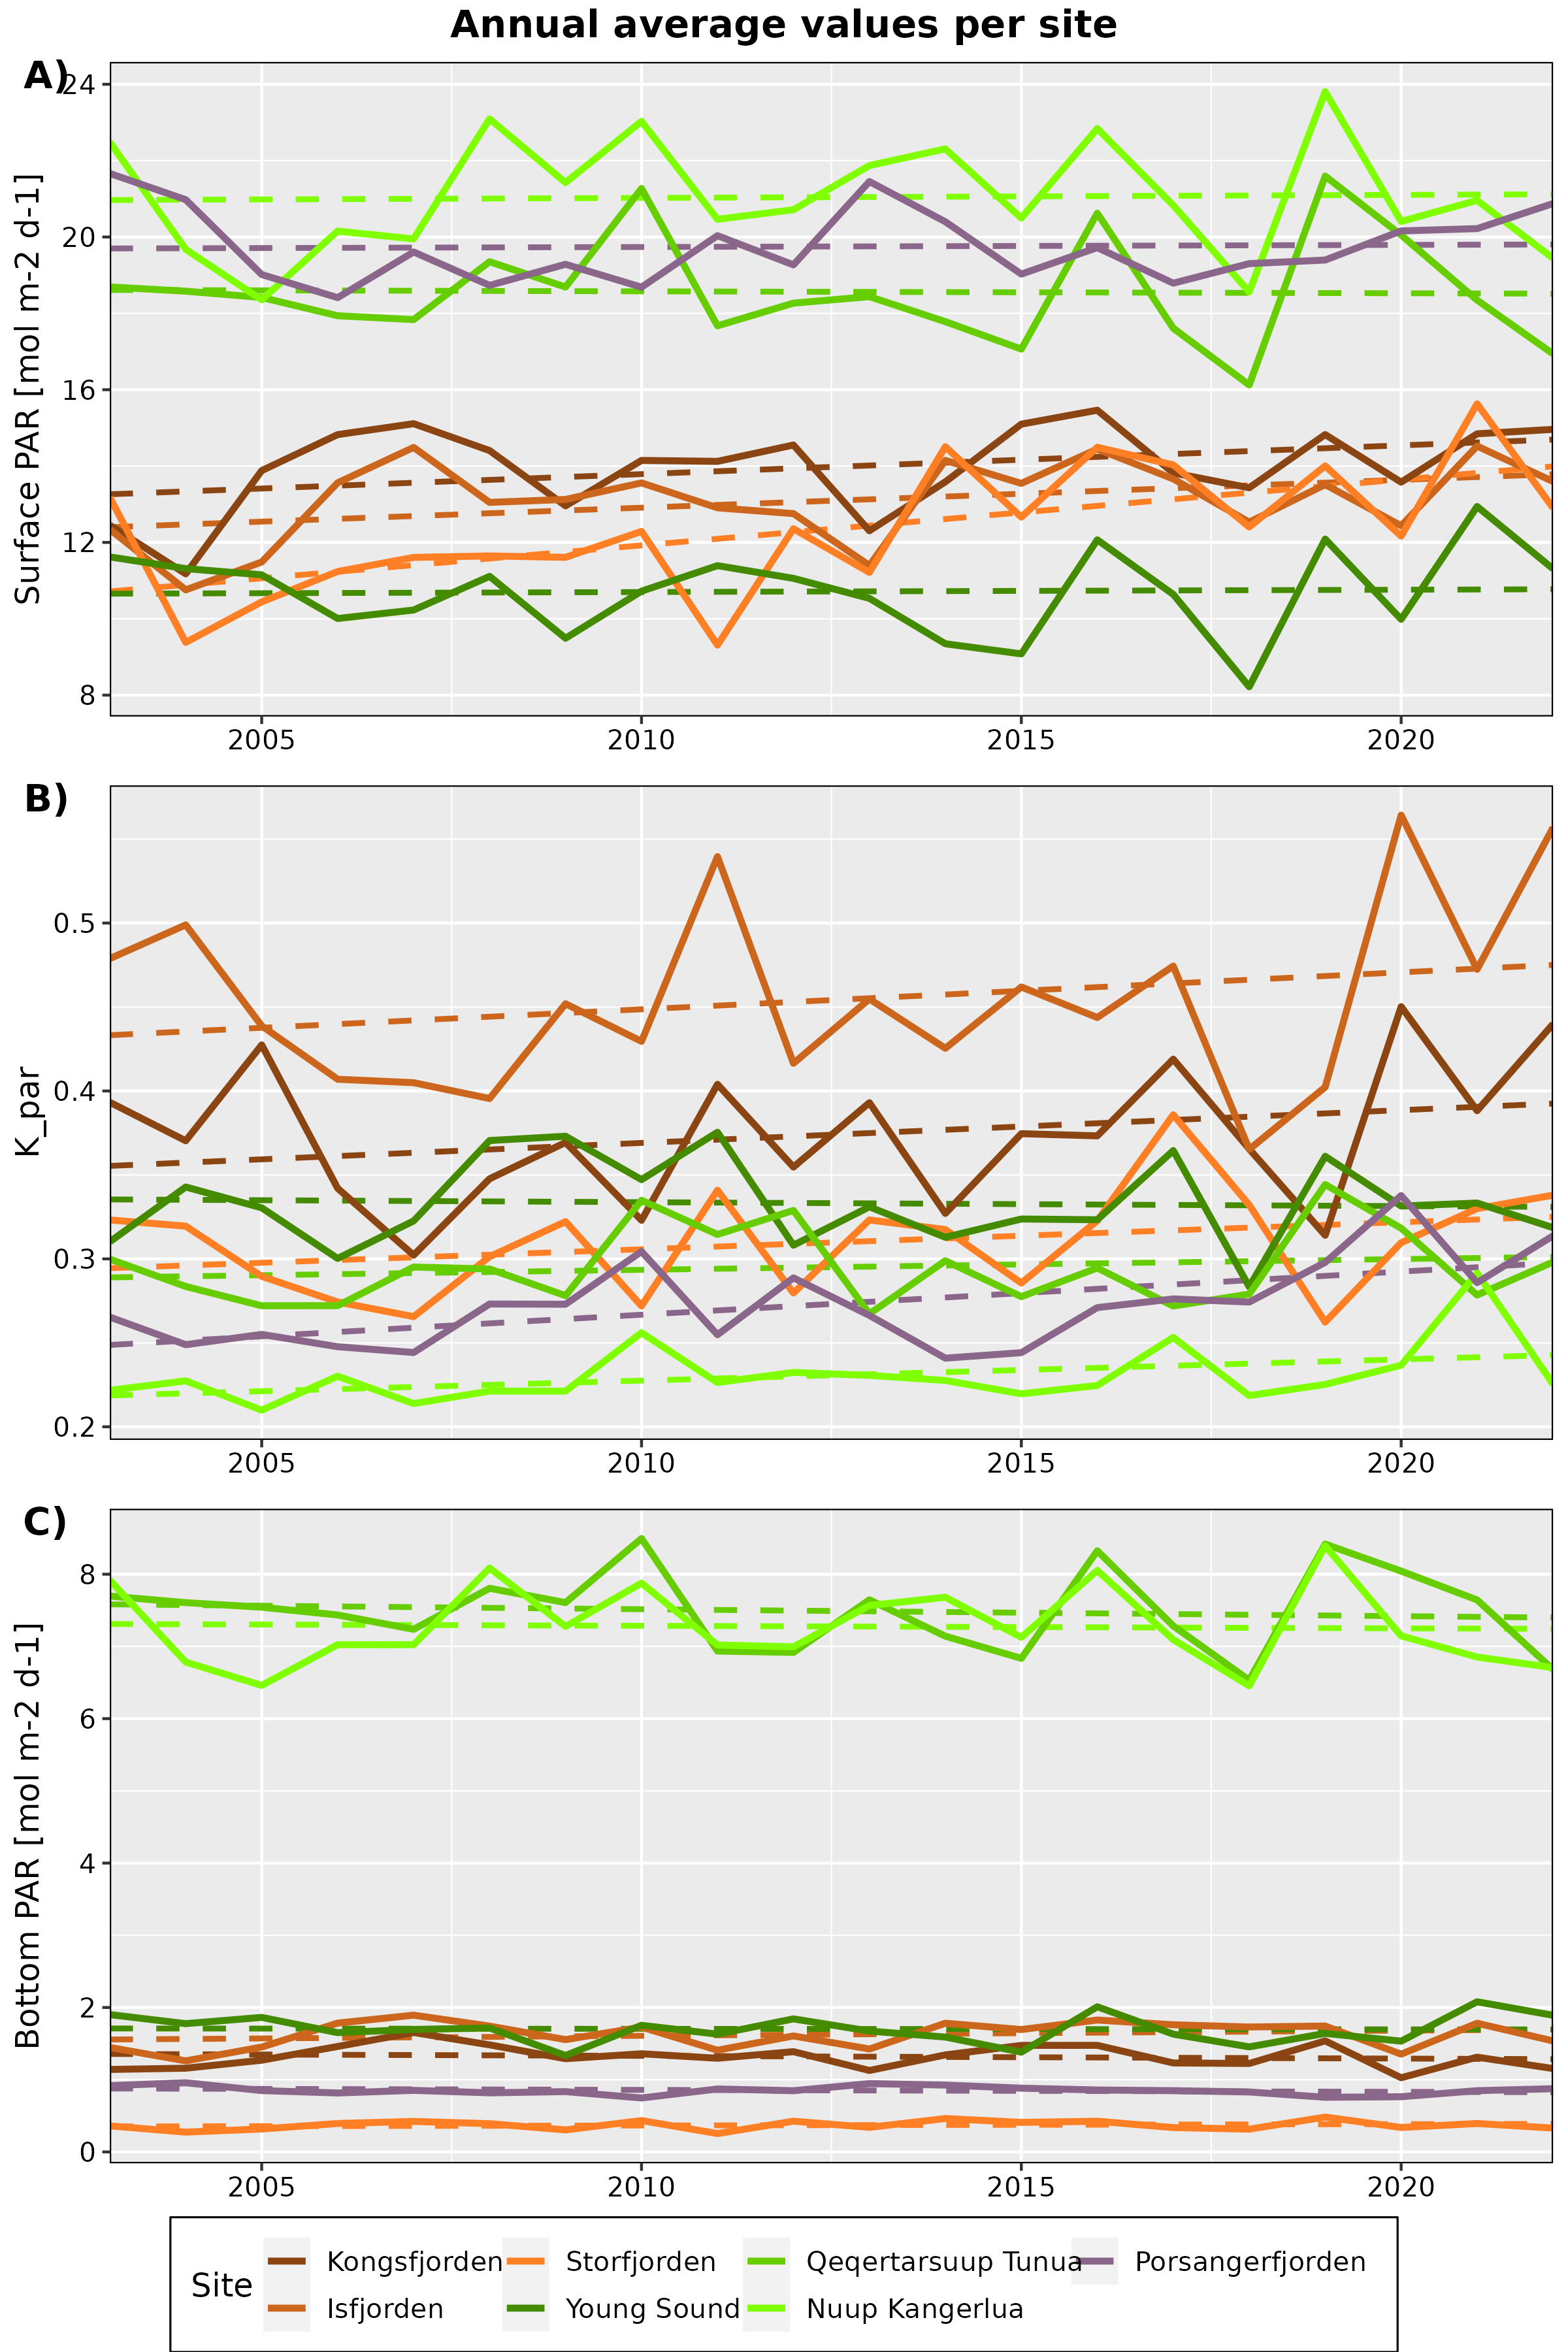 Annual average values per site
A)
Surface PAR [mol m-2 d-1]
24
20
16
12
8
2005 2010 2015 2020
B)
K_par
0.5
0.4
0.3
0.2
2005 2010 2015 2020
C)
Bottom PAR [mol m-2 d-1]
8
6
4
2
0
2005 2010 2015 2020
Site
Kongsfjorden Storfjorden Qeqertarsuup Tunua Porsangerfjorden
Isfjorden Young Sound Nuup Kangerlua